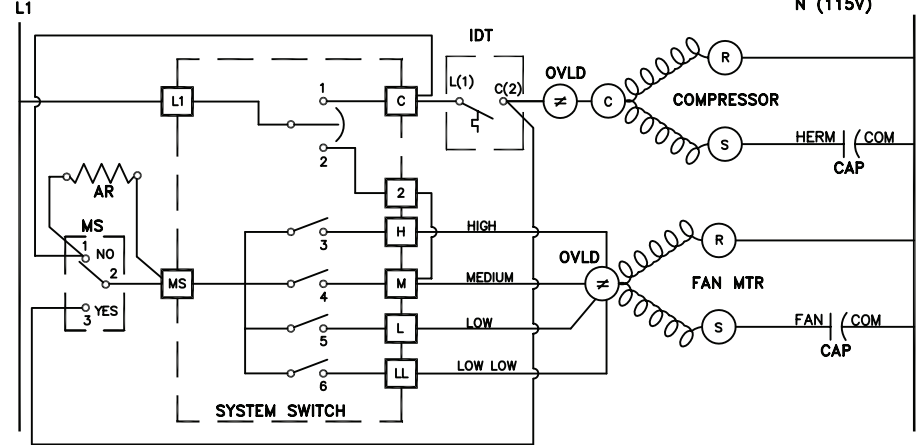 L1
N (115V)
IDT
L(1)
C(2)
OVLD
≠
C
R
COMPRESSOR
S
HERM
COM
CAP
L1
1
2
C
2
AR
MS
1
NO
2
YES
3
MS
3
H
HIGH
4
M
MEDIUM
5
L
LOW
6
LL
LOW LOW
SYSTEM SWITCH
OVLD
≠
R
FAN MTR
S
FAN
COM
CAP